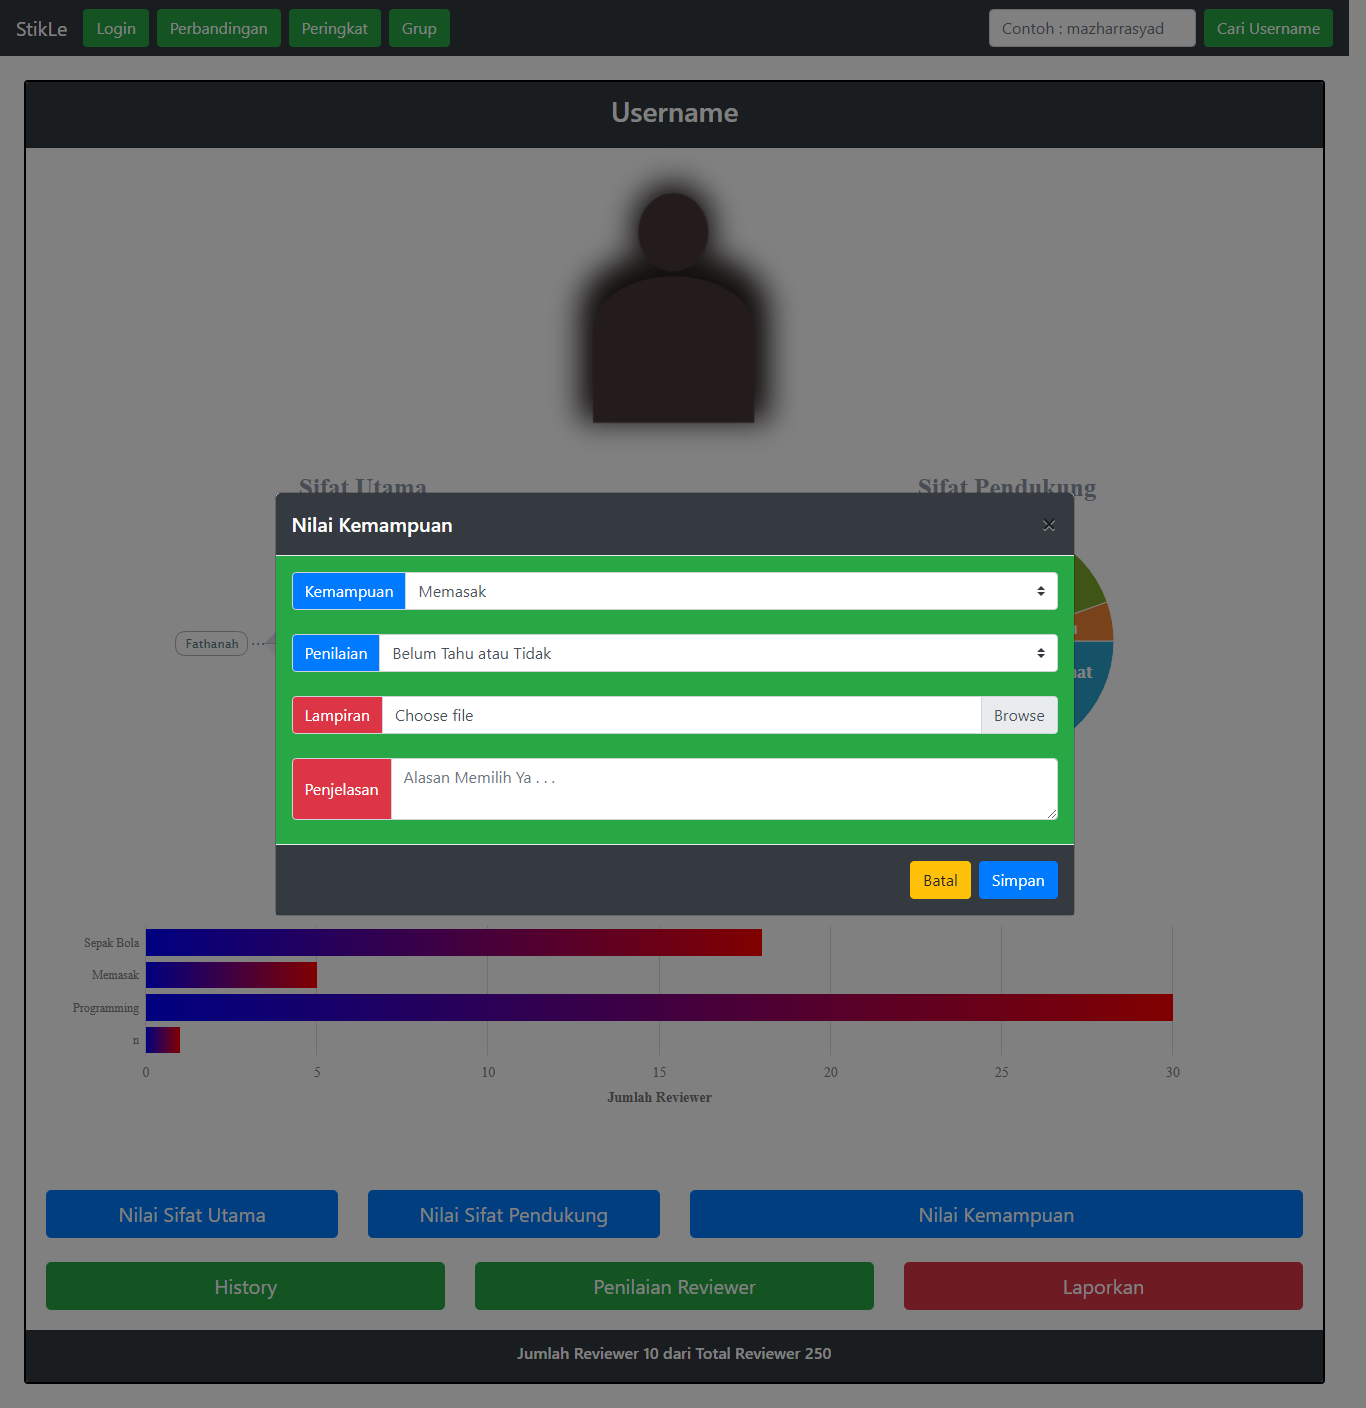 StikLe Login Perbandingan Peringkat Grup Contoh : mazharrasyad Cari Username
Username
Sifat Utama Sifat Pendukung
Nilai Kemampuan ×
Kemampuan Memasak
Penilaian Belum Tahu atau Tidak
Fathanah
Lampiran Choose file Browse
Penjelasan Alasan Memilih Ya . . .
Batal Simpan
Sepak Bola
Memasak
Programming
n
0 5 10 15 20 25 30
Jumlah Reviewer
Nilai Sifat Utama Nilai Sifat Pendukung Nilai Kemampuan
History Penilaian Reviewer Laporkan
Jumlah Reviewer 10 dari Total Reviewer 250